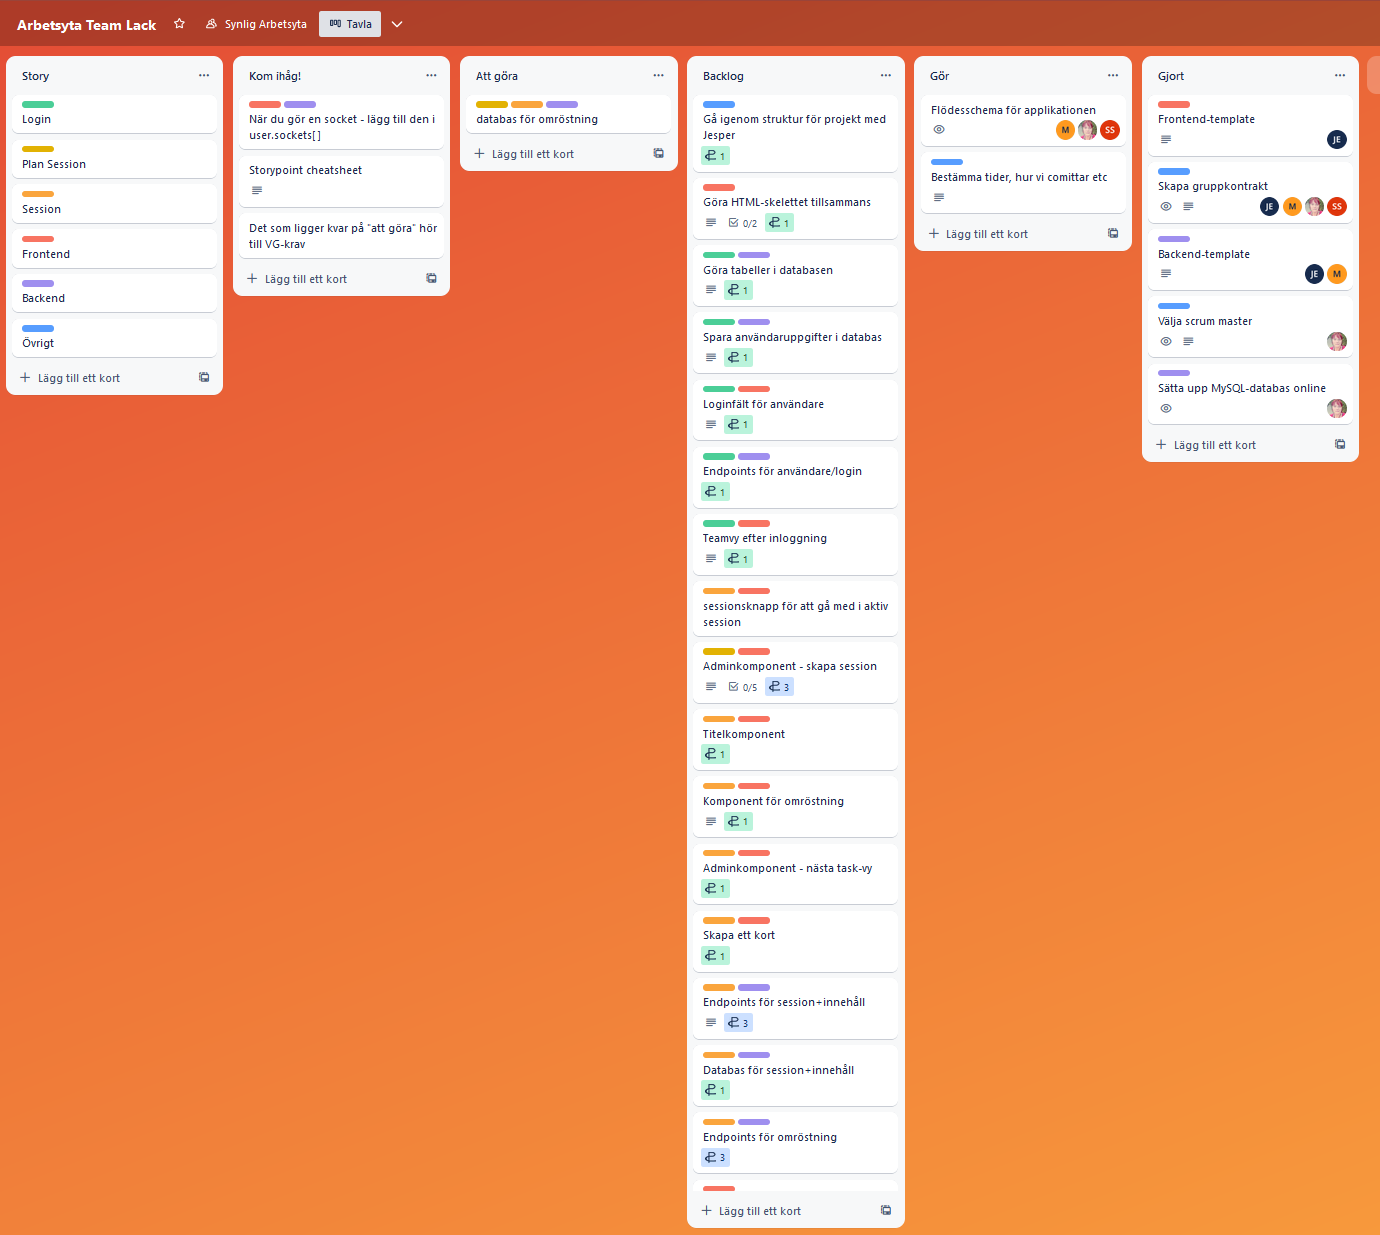 Arbetsyta Team Lack
Synlig Arbetsyta
Tavla
Story
Login
Plan Session
Session
Frontend
Backend
Övrigt
Lägg till ett kort
Kom ihåg!
När du gör en socket - lägg till den i
user.sockets[]
Storypoint cheatsheet
Det som ligger kvar på "att göra" hör
till VG-krav
Lägg till ett kort
Att göra
databas för omröstning
Lägg till ett kort
Backlog
Gå igenom struktur för projekt med
Jesper
1
Göra HTML-skelettet tillsammans
0/2 1
Göra tabeller i databasen
1
Spara användaruppgifter i databas
1
Loginfält för användare
1
Endpoints för användare/login
1
Teamvy efter inloggning
1
sessionsknapp för att gå med i aktiv
session
Adminkomponent - skapa session
0/5 3
Titelkomponent
1
Komponent för omröstning
1
Adminkomponent - nästa task-vy
1
Skapa ett kort
1
Endpoints för session+innehåll
3
Databas för session+innehåll
1
Endpoints för omröstning
3
Lägg till ett kort
Gör
Flödesschema för applikationen
M SS
Bestämma tider, hur vi comittar etc
Lägg till ett kort
Gjort
Frontend-template
JE
Skapa gruppkontrakt
JE M SS
Backend-template
JE M
Välja scrum master
Sätta upp MySQL-databas online
Lägg till ett kort